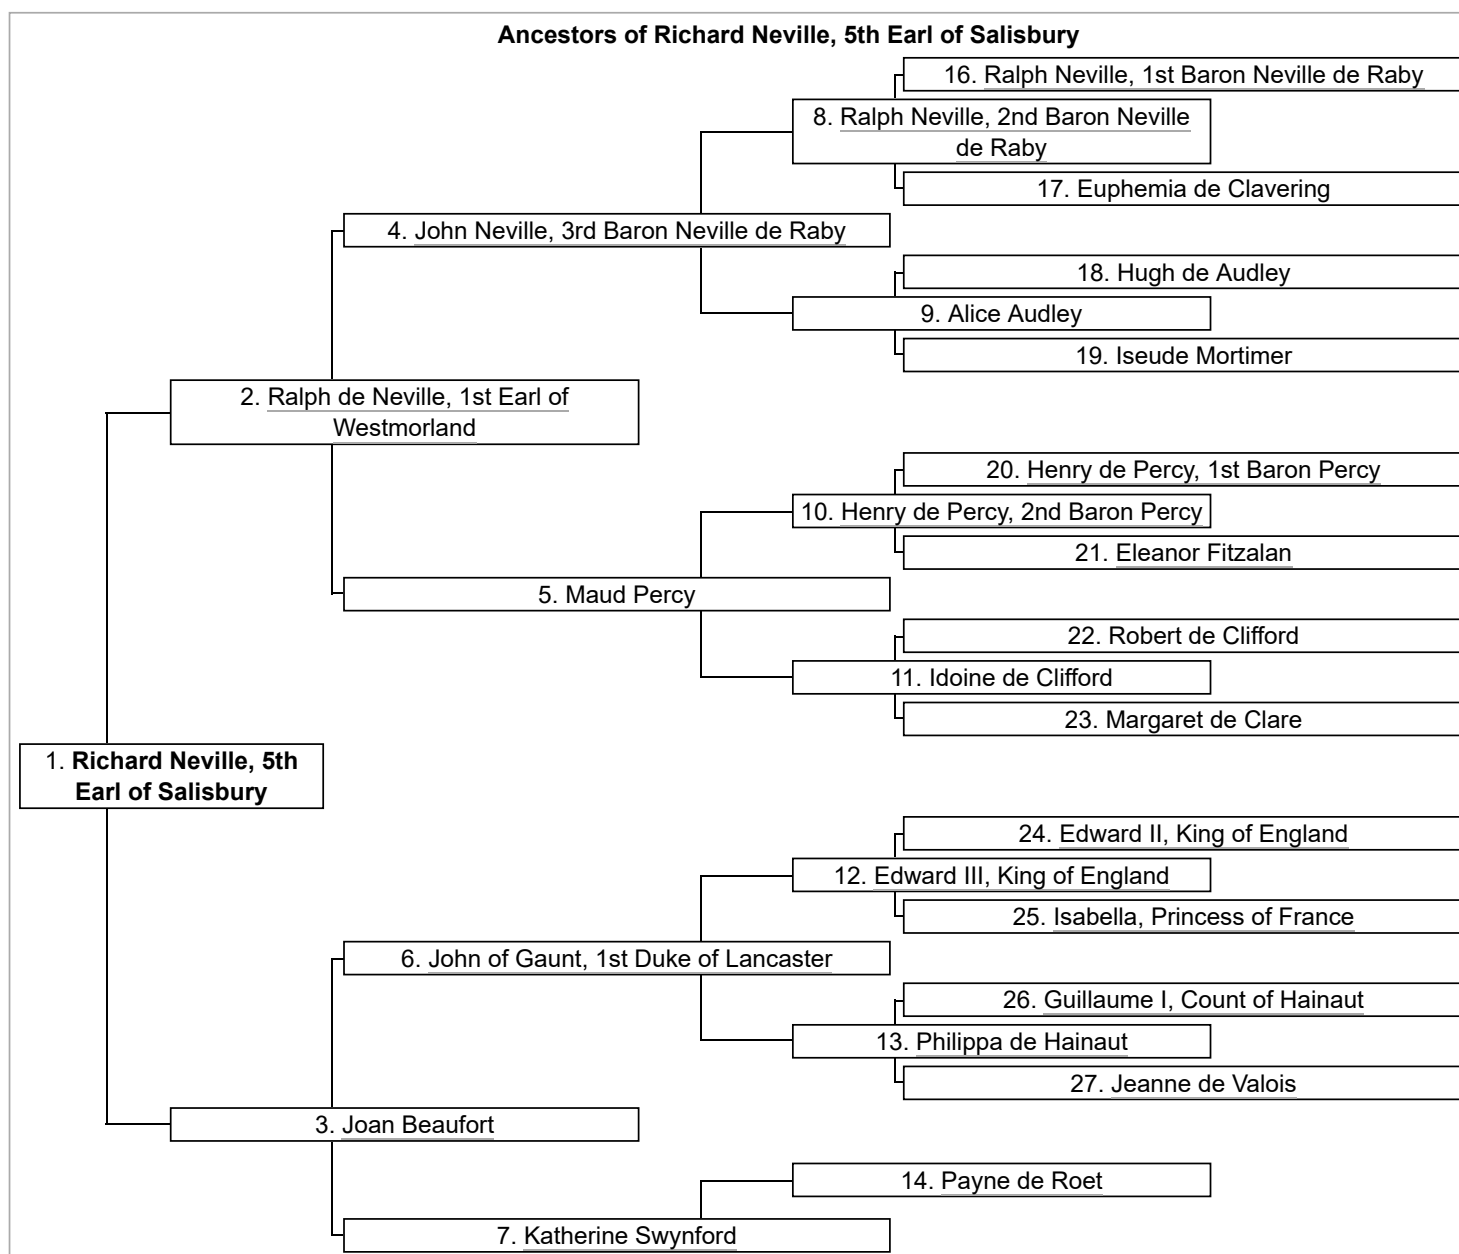 Ancestors of Richard Neville, 5th Earl of Salisbury
16. Ralph Neville, 1st Baron Neville de Raby
8. Ralph Neville, 2nd Baron Neville
de Raby
17. Euphemia de Clavering
4. John Neville, 3rd Baron Neville de Raby
18. Hugh de Audley
9. Alice Audley
19. Iseude Mortimer
2. Ralph de Neville, 1st Earl of
Westmorland
20. Henry de Percy, 1st Baron Percy
10. Henry de Percy, 2nd Baron Percy
21. Eleanor Fitzalan
5. Maud Percy
22. Robert de Clifford
11. Idoine de Clifford
23. Margaret de Clare
1. Richard Neville, 5th
Earl of Salisbury
24. Edward II, King of England
12. Edward III, King of England
25. Isabella, Princess of France
6. John of Gaunt, 1st Duke of Lancaster
26. Guillaume I, Count of Hainaut
13. Philippa de Hainaut
27. Jeanne de Valois
3. Joan Beaufort
14. Payne de Roet
7. Katherine Swynford